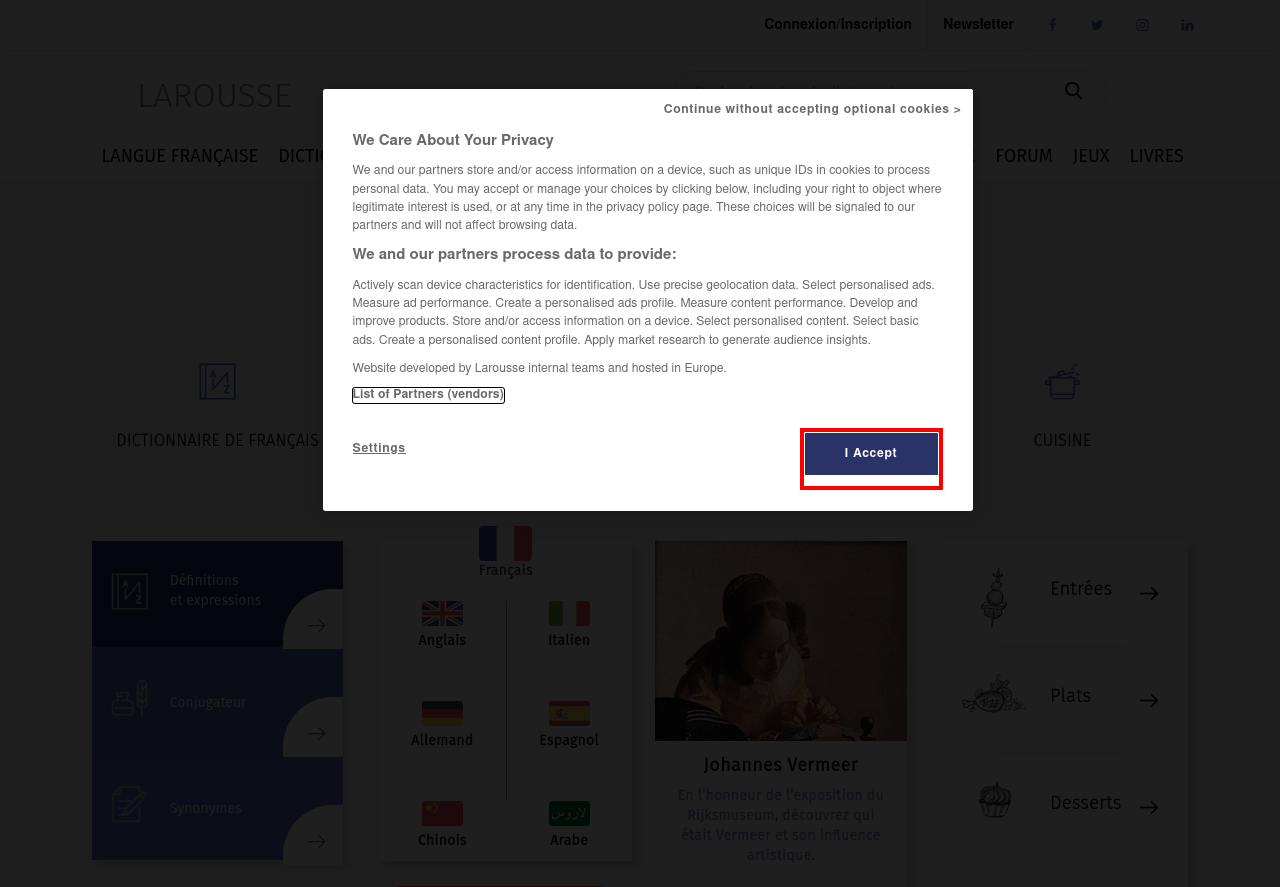 Connexion/Inscription
Newsletter
LAROUSSE
LANGUE FRANÇAISE
FORUM
JEUX
LIVRES
Continue without accepting optional cookies >
We Care About Your Privacy
We and our partners store and/or access information on a device, such as unique IDs in cookies to process
personal data. You may accept or manage your choices by clicking below, including your right to object where
legitimate interest is used, or at any time in the privacy policy page. These choices will be signaled to our
partners and will not affect browsing data.
We and our partners process data to provide:
Actively scan device characteristics for identification. Use precise geolocation data. Select personalised ads.
Measure ad performance. Create a personalised ads profile. Measure content performance. Develop and
improve products. Store and/or access information on a device. Select personalised content. Select basic
ads. Create a personalised content profile. Apply market research to generate audience insights.
Website developed by Larousse internal teams and hosted in Europe.
List of Partners (vendors)
Settings
I Accept
DICTIONNAIRE DE FRANÇAIS
CUISINE
Définitions
et expressions
Conjugateur
Synonymes
Français
Anglais
Italien
Allemand
Espagnol
Chinois
Arabe
Johannes Vermeer
En l'honneur de l'exposition du
Rijksmuseum, découvrez qui
était Vermeer et son influence
artistique.
Entrées
Plats
Desserts